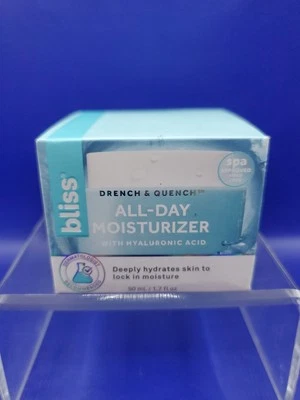 bliss
spa
DRENCH & QUENCH™
ALL-DAY
MOISTURIZER
WITH HYALURONIC ACID
Deeply hydrates skin to
lock in moisture
50 mL / 1.7 fl oz